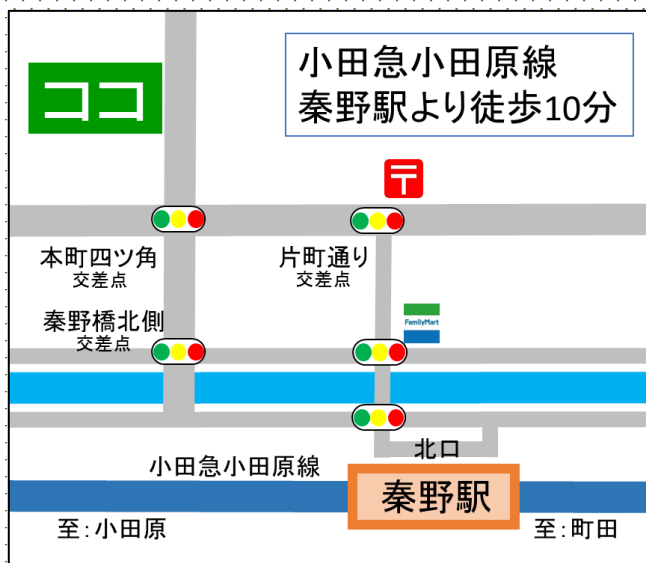 小田急小田原線
秦野駅より徒歩10分
ココ
〒
本町四ツ角
交差点
片町通り
交差点
秦野橋北側
交差点
FamilyMart
北口
小田急小田原線
秦野駅
至:小田原
至:町田